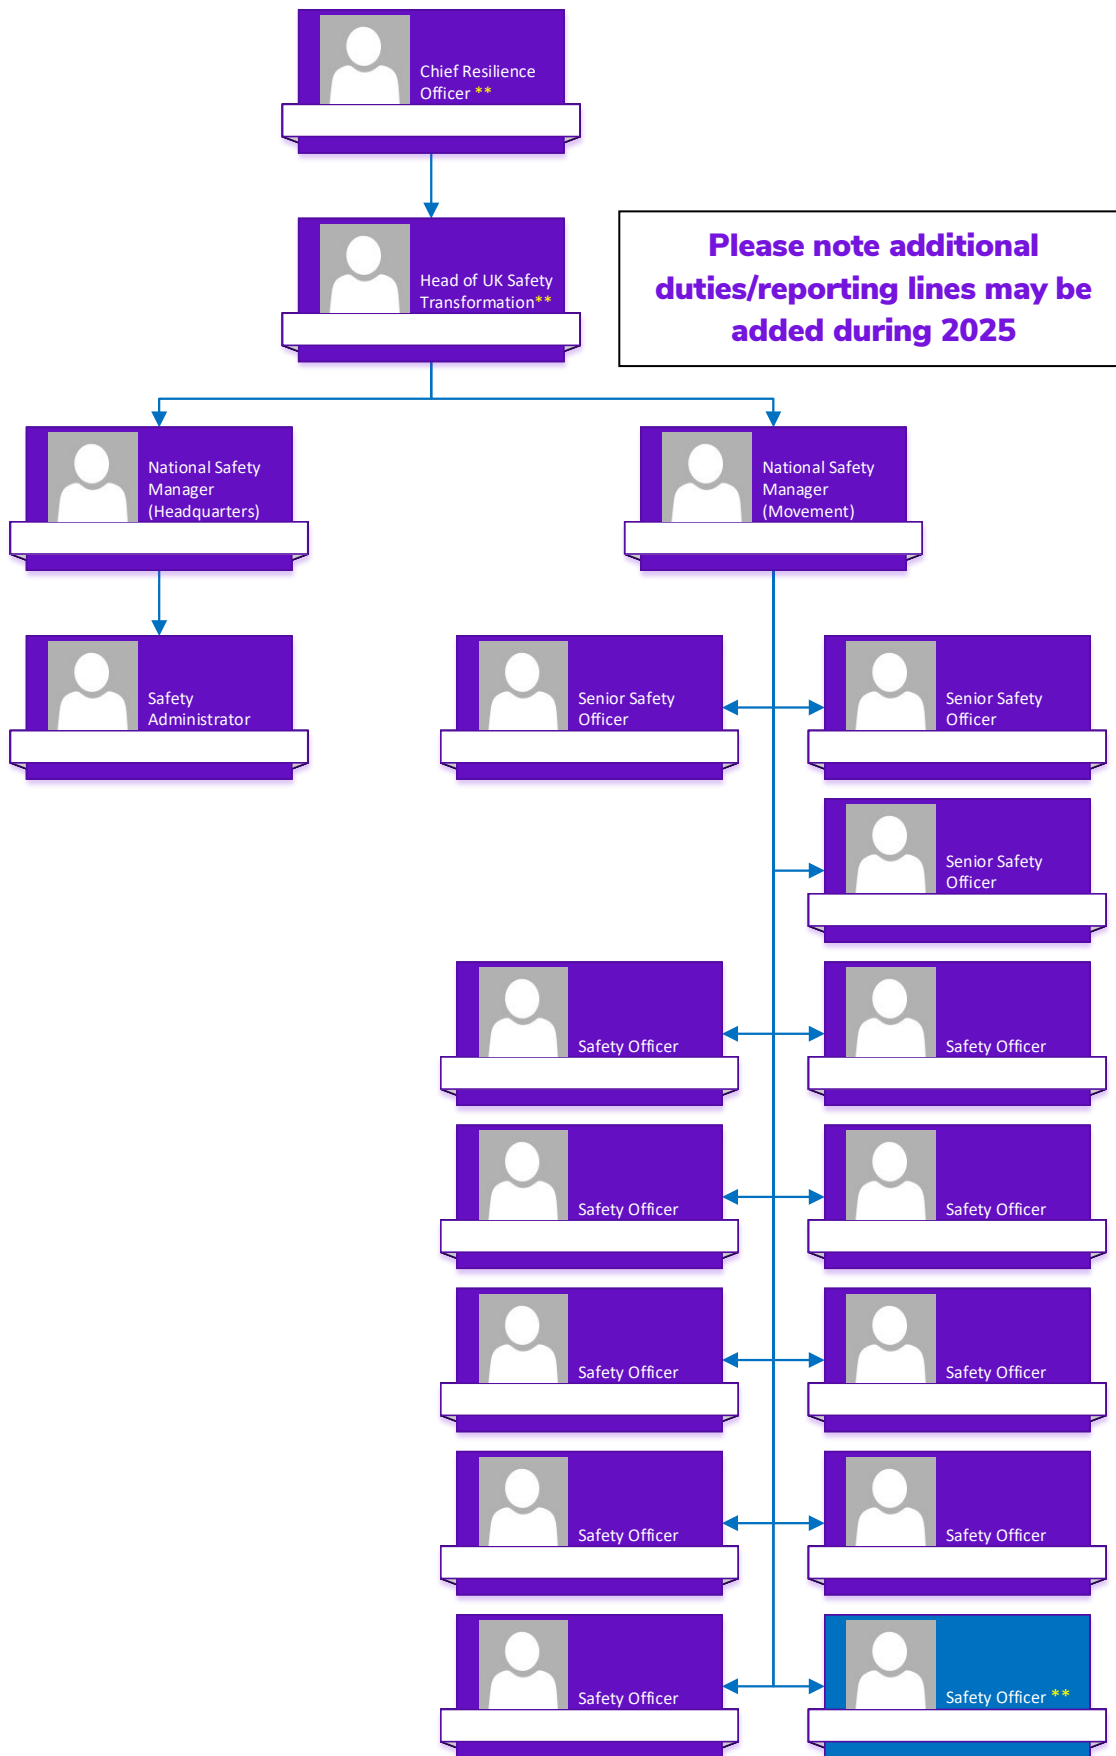 Chief Resilience
Officer **
Head of UK Safety
Transformation**
Please note additional
duties/reporting lines may be
added during 2025
National Safety
Manager
(Headquarters)
National Safety
Manager
(Movement)
Safety
Administrator
Senior Safety
Officer
Senior Safety
Officer
Senior Safety
Officer
Safety Officer
Safety Officer
Safety Officer
Safety Officer
Safety Officer
Safety Officer
Safety Officer
Safety Officer
Safety Officer
Safety Officer **